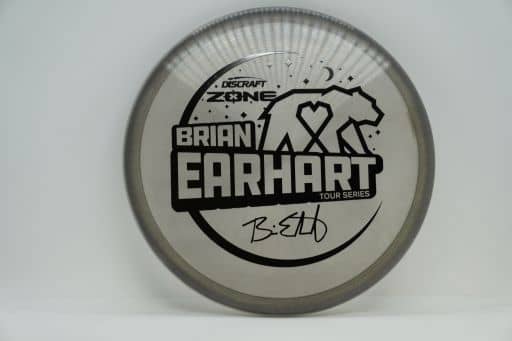 DISCRAFT
ZONE
BRIAN
EARHART
TOUR SERIES